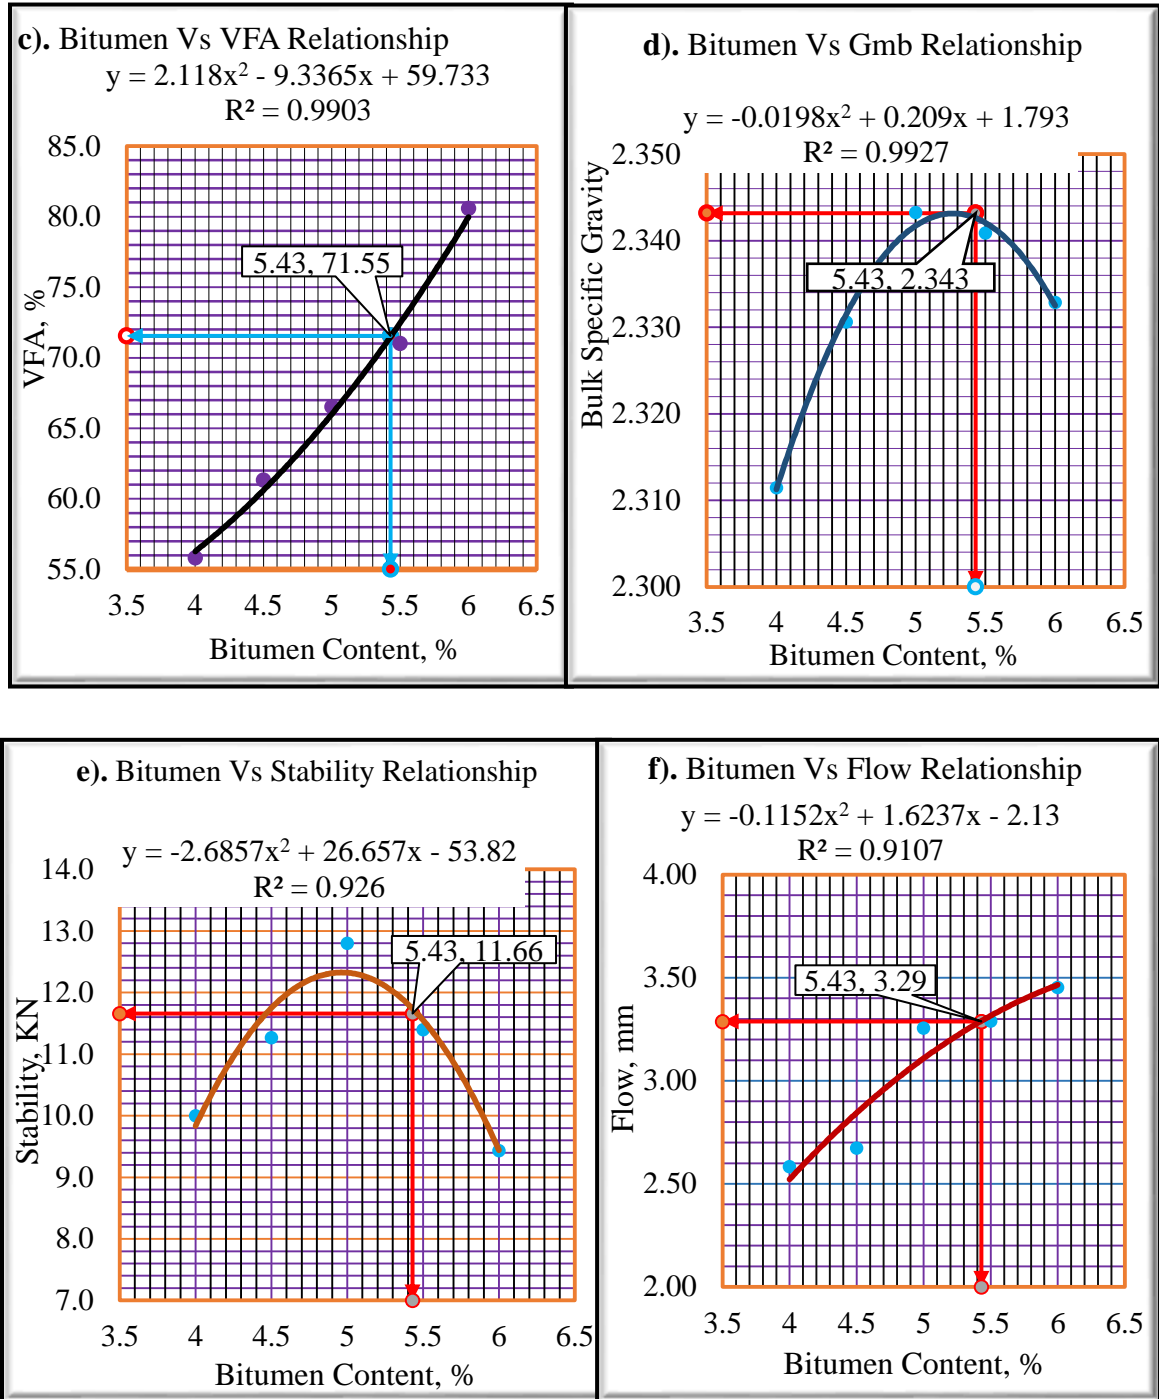 c). Bitumen Vs VFA Relationship
y = 2.118x² - 9.3365x + 59.733
R² = 0.9903
85.0
80.0
75.0
70.0
65.0
60.0
55.0
VFA, %
5.43, 71.55
3.5 4 4.5 5 5.5 6 6.5
Bitumen Content, %
d). Bitumen Vs Gmb Relationship
y = -0.0198x² + 0.209x + 1.793
R² = 0.9927
2.350
2.340
2.330
2.320
2.310
2.300
Bulk Specific Gravity
5.43, 2.343
3.5 4 4.5 5 5.5 6 6.5
Bitumen Content, %
e). Bitumen Vs Stability Relationship
y = -2.6857x² + 26.657x - 53.82
R² = 0.926
14.0
13.0
12.0
11.0
10.0
9.0
8.0
7.0
Stability, KN
5.43, 11.66
3.5 4 4.5 5 5.5 6 6.5
Bitumen Content, %
f). Bitumen Vs Flow Relationship
y = -0.1152x² + 1.6237x - 2.13
R² = 0.9107
4.00
3.50
3.00
2.50
2.00
Flow, mm
5.43, 3.29
3.5 4 4.5 5 5.5 6 6.5
Bitumen Content, %